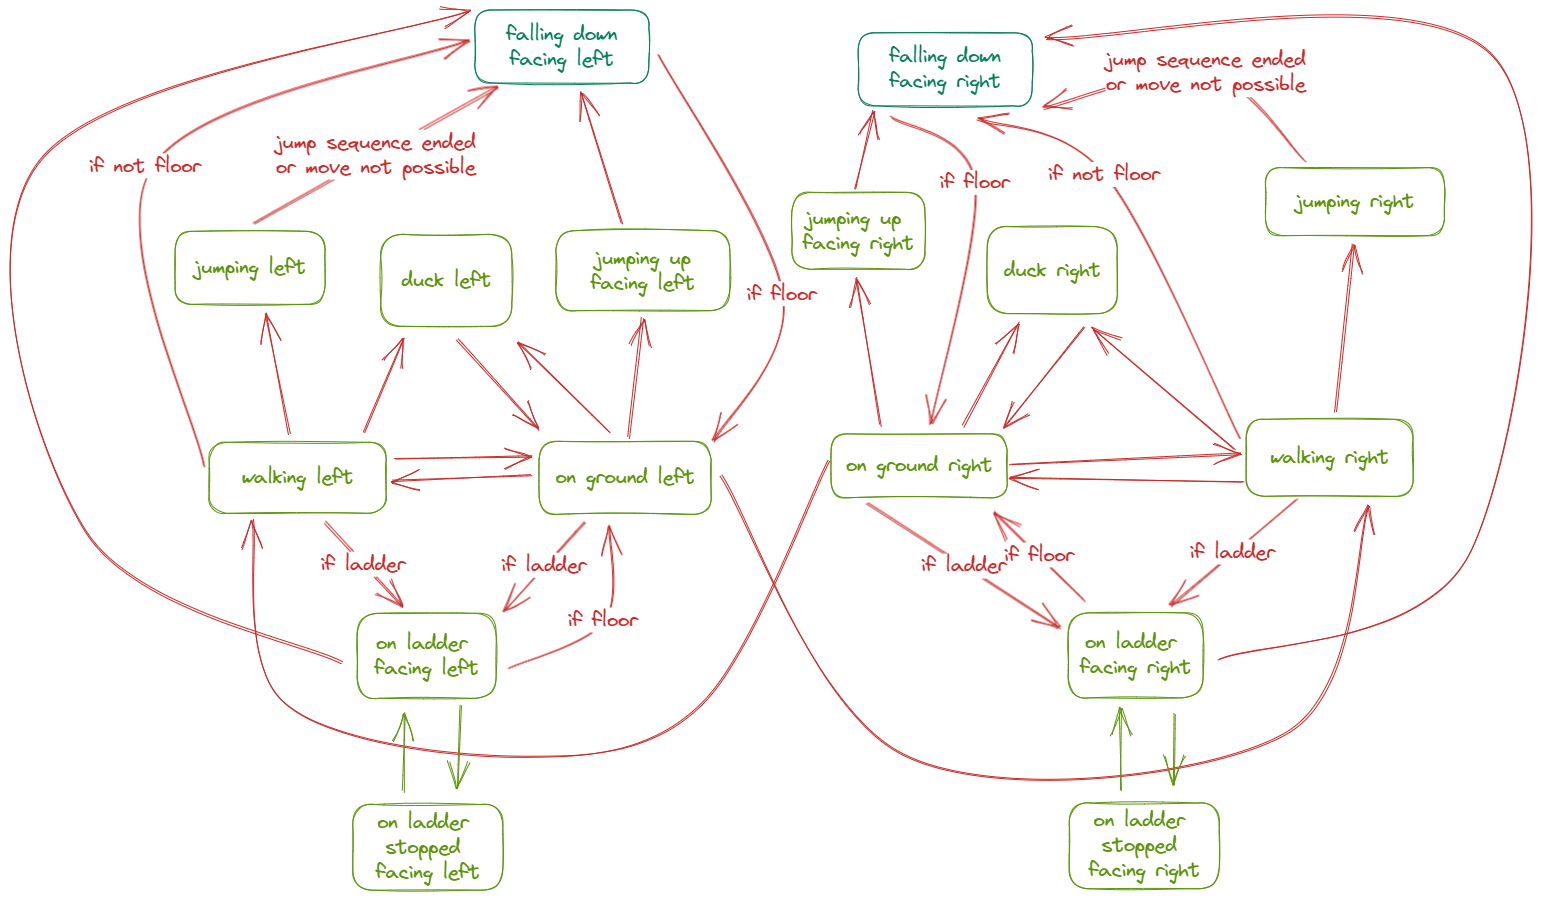 falling down
facing left
falling down
facing right
jump sequence ended
or move not possible
jump sequence ended
or move not possible
if not floor
if floor
if not floor
jumping left
duck left
jumping up
facing left
jumping up
facing right
duck right
jumping right
if floor
walking left
on ground left
on ground right
walking right
if ladder
if ladder
if floor
if ladder
if floor
if ladder
on ladder
facing left
on ladder
facing right
on ladder
stopped
facing left
on ladder
stopped
facing right